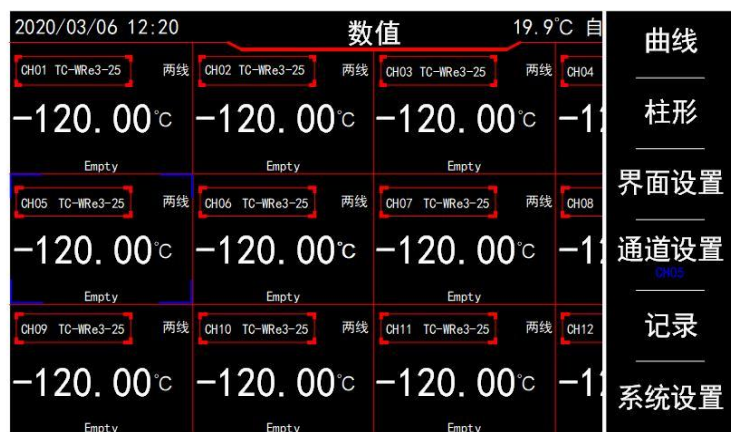 2020/03/06 12:20 数值 19.9℃ 自
CH01 TC-WRe3-25 两线 CH02 TC-WRe3-25 两线 CH03 TC-WRe3-25 两线 CH04
-120.00℃ -120.00℃ -120.00℃ -1
Empty Empty Empty
CH05 TC-WRe3-25 两线 CH06 TC-WRe3-25 两线 CH07 TC-WRe3-25 两线 CH08
-120.00℃ -120.00℃ -120.00℃ -1
Empty Empty Empty
CH09 TC-WRe3-25 两线 CH10 TC-WRe3-25 两线 CH11 TC-WRe3-25 两线 CH12
-120.00℃ -120.00℃ -120.00℃ -1
Empty Empty Empty
曲线
柱形
界面设置
通道设置
CH05
记录
系统设置